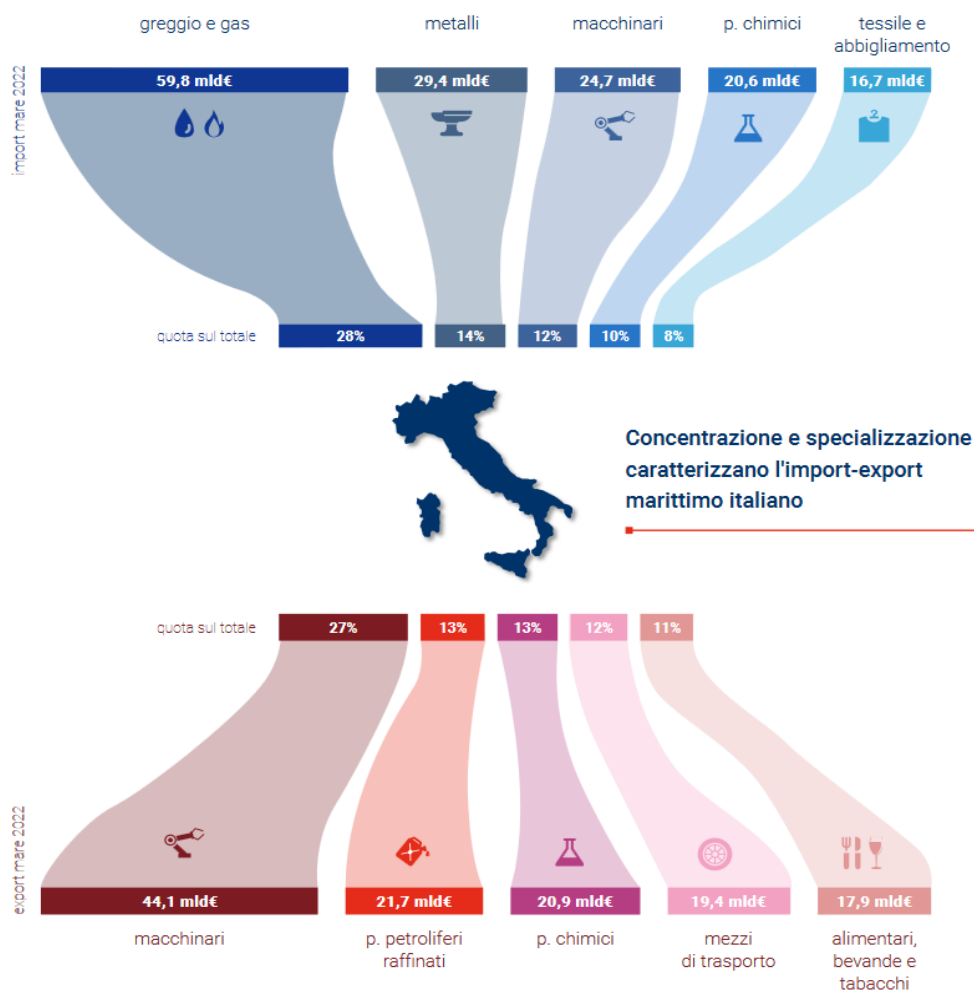 greggio e gas
metalli
macchinari
p. chimici
tessile e
abbigliamento
import mare 2022
59,8 mld€
29,4 mld€
24,7 mld€
20,6 mld€
16,7 mld€
2
quota sul totale
28%
14%
12%
10%
8%
Concentrazione e specializzazione
caratterizzano l'import-export
marittimo italiano
quota sul totale
27%
13%
13%
12%
11%
export mare 2022
44,1 mld€
21,7 mld€
20,9 mld€
19,4 mld€
17,9 mld€
macchinari
p. petroliferi
raffinati
p. chimici
mezzi
di trasporto
alimentari,
bevande e
tabacchi